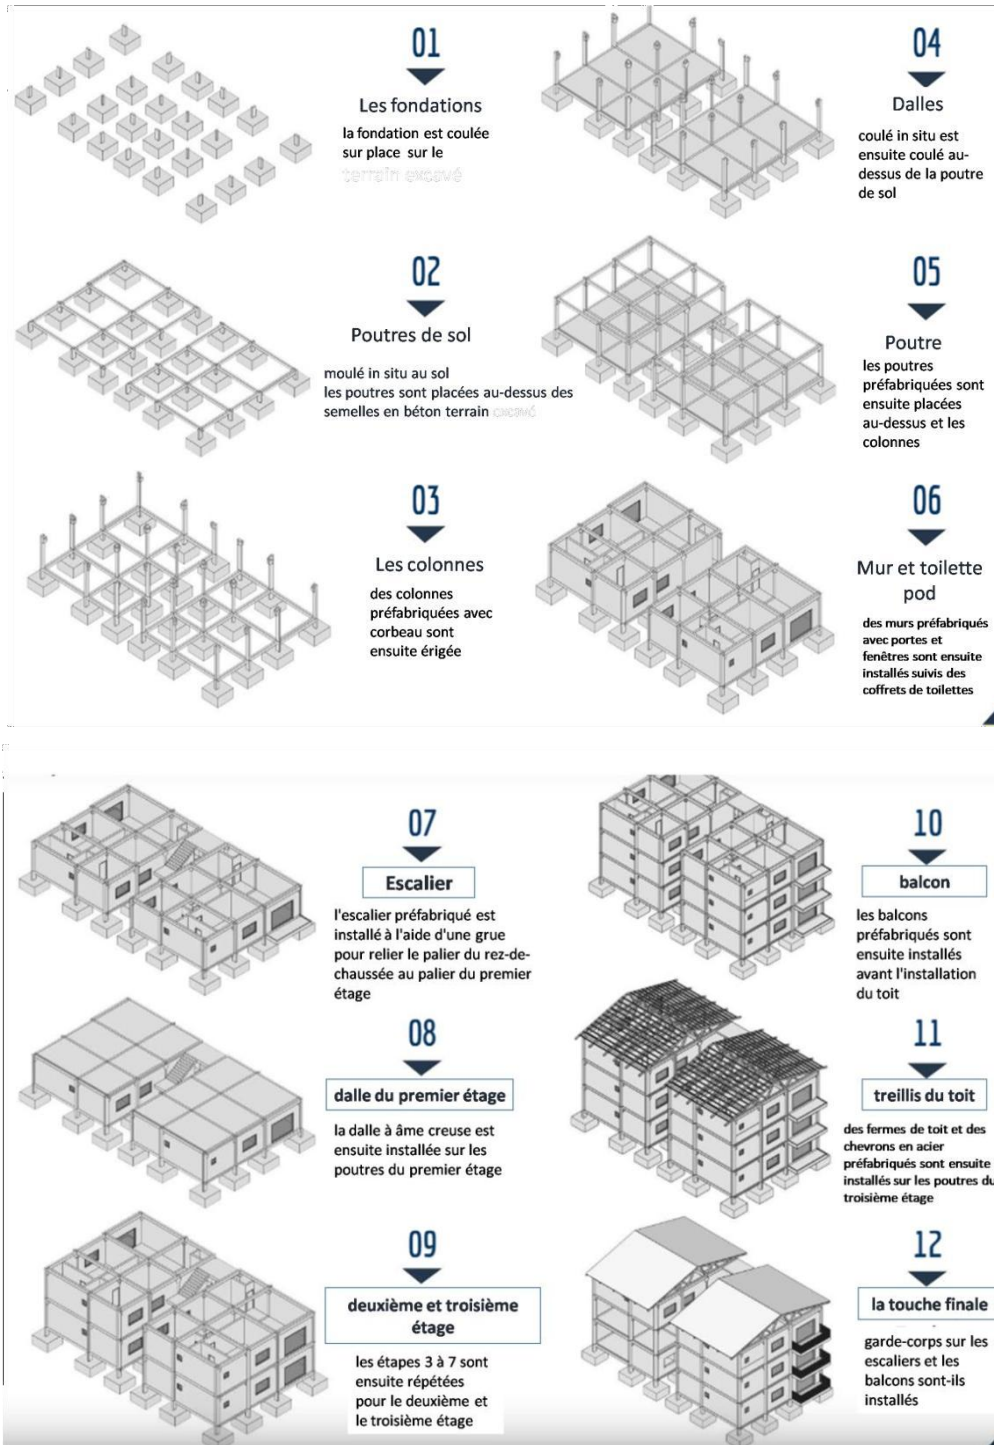 01
Les fondations
la fondation est coulée
sur place sur le
terrain excavé
02
Poutres de sol
moulé in situ au sol
les poutres sont placées au-dessus des
semelles en béton terrain excavé
03
Les colonnes
des colonnes
préfabriquées avec
corbeau sont
ensuite érigée
04
Dalles
coulé in situ est
ensuite coulé au-
dessus de la poutre
de sol
05
Poutre
les poutres
préfabriquées sont
ensuite placées
au-dessus et les
colonnes
06
Mur et toilette
pod
des murs préfabriqués
avec portes et
fenêtres sont ensuite
installés suivis des
coffrets de toilettes
07
Escalier
l'escalier préfabriqué est
installé à l'aide d'une grue
pour relier le palier du rez-de-
chaussée au palier du premier
étage
08
dalle du premier étage
la dalle à âme creuse est
ensuite installée sur les
poutres du premier étage
09
deuxième et troisième
étage
les étapes 3 à 7 sont
ensuite répétées
pour le deuxième et
le troisième étage
10
balcon
les balcons
préfabriqués sont
ensuite installés
avant l'installation
du toit
11
treillis du toit
des fermes de toit et des
chevrons en acier
préfabriqués sont ensuite
installés sur les poutres du
troisième étage
12
la touche finale
garde-corps sur les
escaliers et les
balcons sont-ils
installés